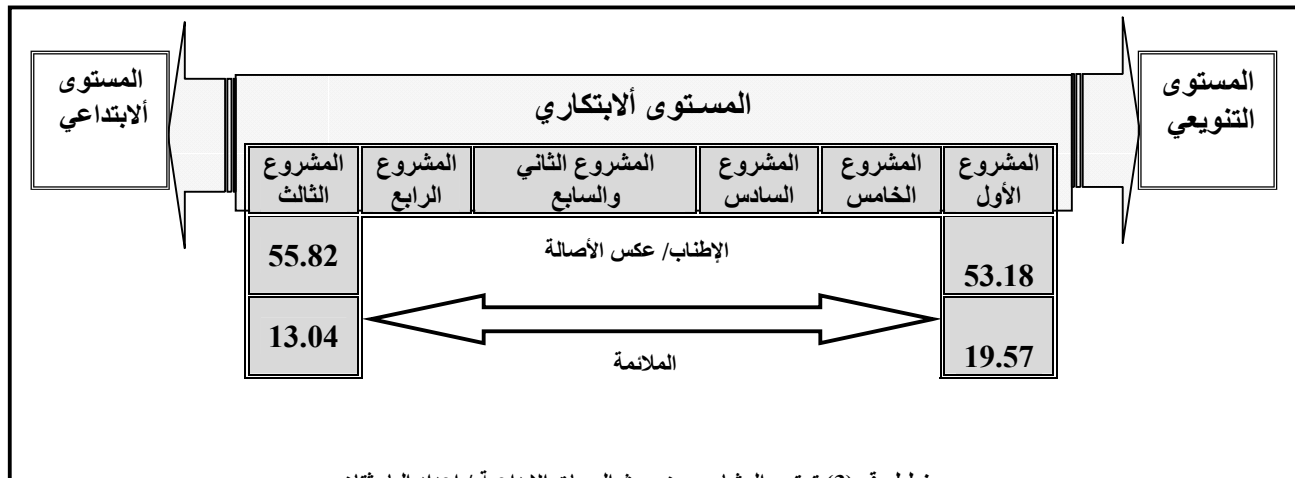 المستوى
التنويعي
المستوى ألابتكاري
المستوى
ألابتداعي
المشروع
الأول
المشروع
الخامس
المشروع
السادس
المشروع الثاني
والسابع
المشروع
الرابع
المشروع
الثالث
53.18
الإطناب/ عكس الأصالة
55.82
19.57
الملائمة
13.04